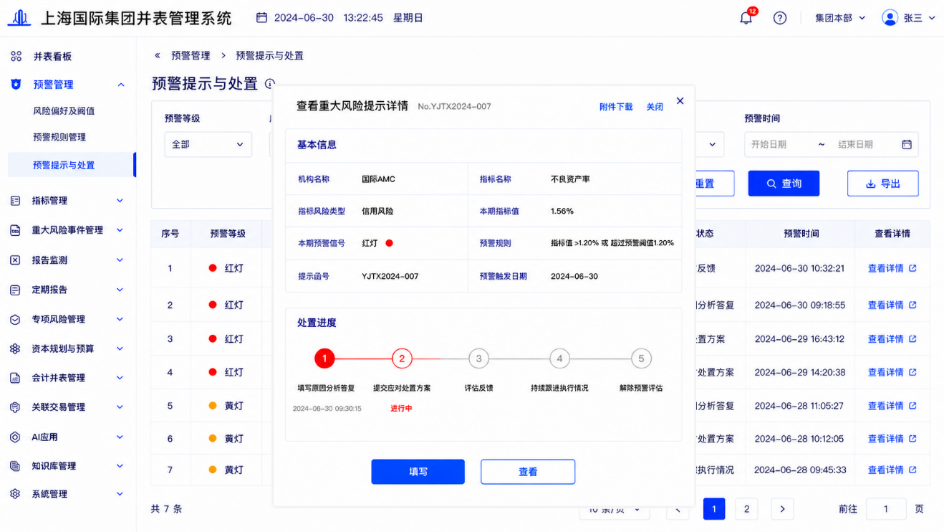 上海国际集团并表管理系统 2024-06-30 13:22:45 星期日 12 集团本部 张三
并表看板
预警管理
风险偏好及阈值
预警规则管理
预警提示与处置
指标管理
重大风险事件管理
报告监测
定期报告
专项风险管理
资本规划与预算
会计并表管理
关联交易管理
AI应用
知识库管理
系统管理
« 预警管理 > 预警提示与处置
预警提示与处置
预警等级 预警时间
全部 开始日期 ~ 结束日期
重置 查询 导出
序号 预警等级 状态 预警时间 查看详情
1 红灯 反馈 2024-06-30 10:32:21 查看详情
2 红灯 分析答复 2024-06-30 09:18:55 查看详情
3 红灯 置方案 2024-06-29 16:43:12 查看详情
4 红灯 处置方案 2024-06-29 14:20:38 查看详情
5 黄灯 分析答复 2024-06-28 11:05:27 查看详情
6 黄灯 处置方案 2024-06-28 10:12:05 查看详情
7 黄灯 执行情况 2024-06-28 09:45:33 查看详情
共 7 条 10 条/页 < 1 2 > 前往 1 页
查看重大风险提示详情 No.YJTX2024-007 附件下载 关闭
基本信息
机构名称 国际AMC 指标名称 不良资产率
指标风险类型 信用风险 本期指标值 1.56%
本期预警信号 红灯 预警规则 指标值 >1.20% 或 超过预警阈值1.20%
提示函号 YJTX2024-007 预警触发日期 2024-06-30
处置进度
1 2 3 4 5
填写原因分析答复 提交应对处置方案 评估反馈 持续跟进执行情况 解除预警评估
2024-06-30 09:30:15 进行中
填写 查看